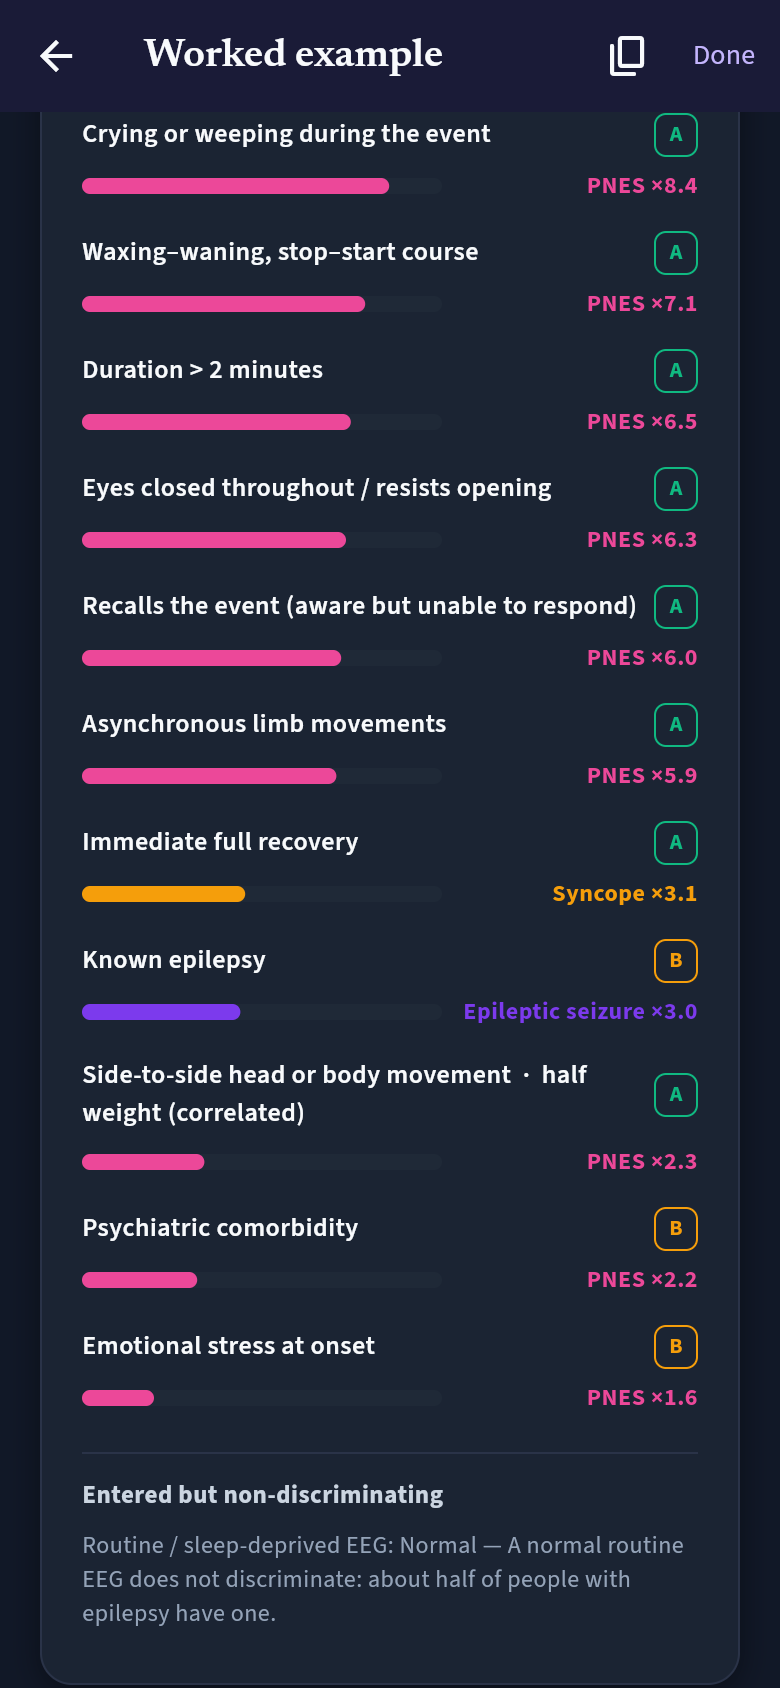 Worked example
Done
Crying or weeping during the event
A
PNES ×8.4
Waxing–waning, stop–start course
A
PNES ×7.1
Duration > 2 minutes
A
PNES ×6.5
Eyes closed throughout / resists opening
A
PNES ×6.3
Recalls the event (aware but unable to respond)
A
PNES ×6.0
Asynchronous limb movements
A
PNES ×5.9
Immediate full recovery
A
Syncope ×3.1
Known epilepsy
B
Epileptic seizure ×3.0
Side-to-side head or body movement · half
weight (correlated)
A
PNES ×2.3
Psychiatric comorbidity
B
PNES ×2.2
Emotional stress at onset
B
PNES ×1.6
Entered but non-discriminating
Routine / sleep-deprived EEG: Normal — A normal routine
EEG does not discriminate: about half of people with
epilepsy have one.